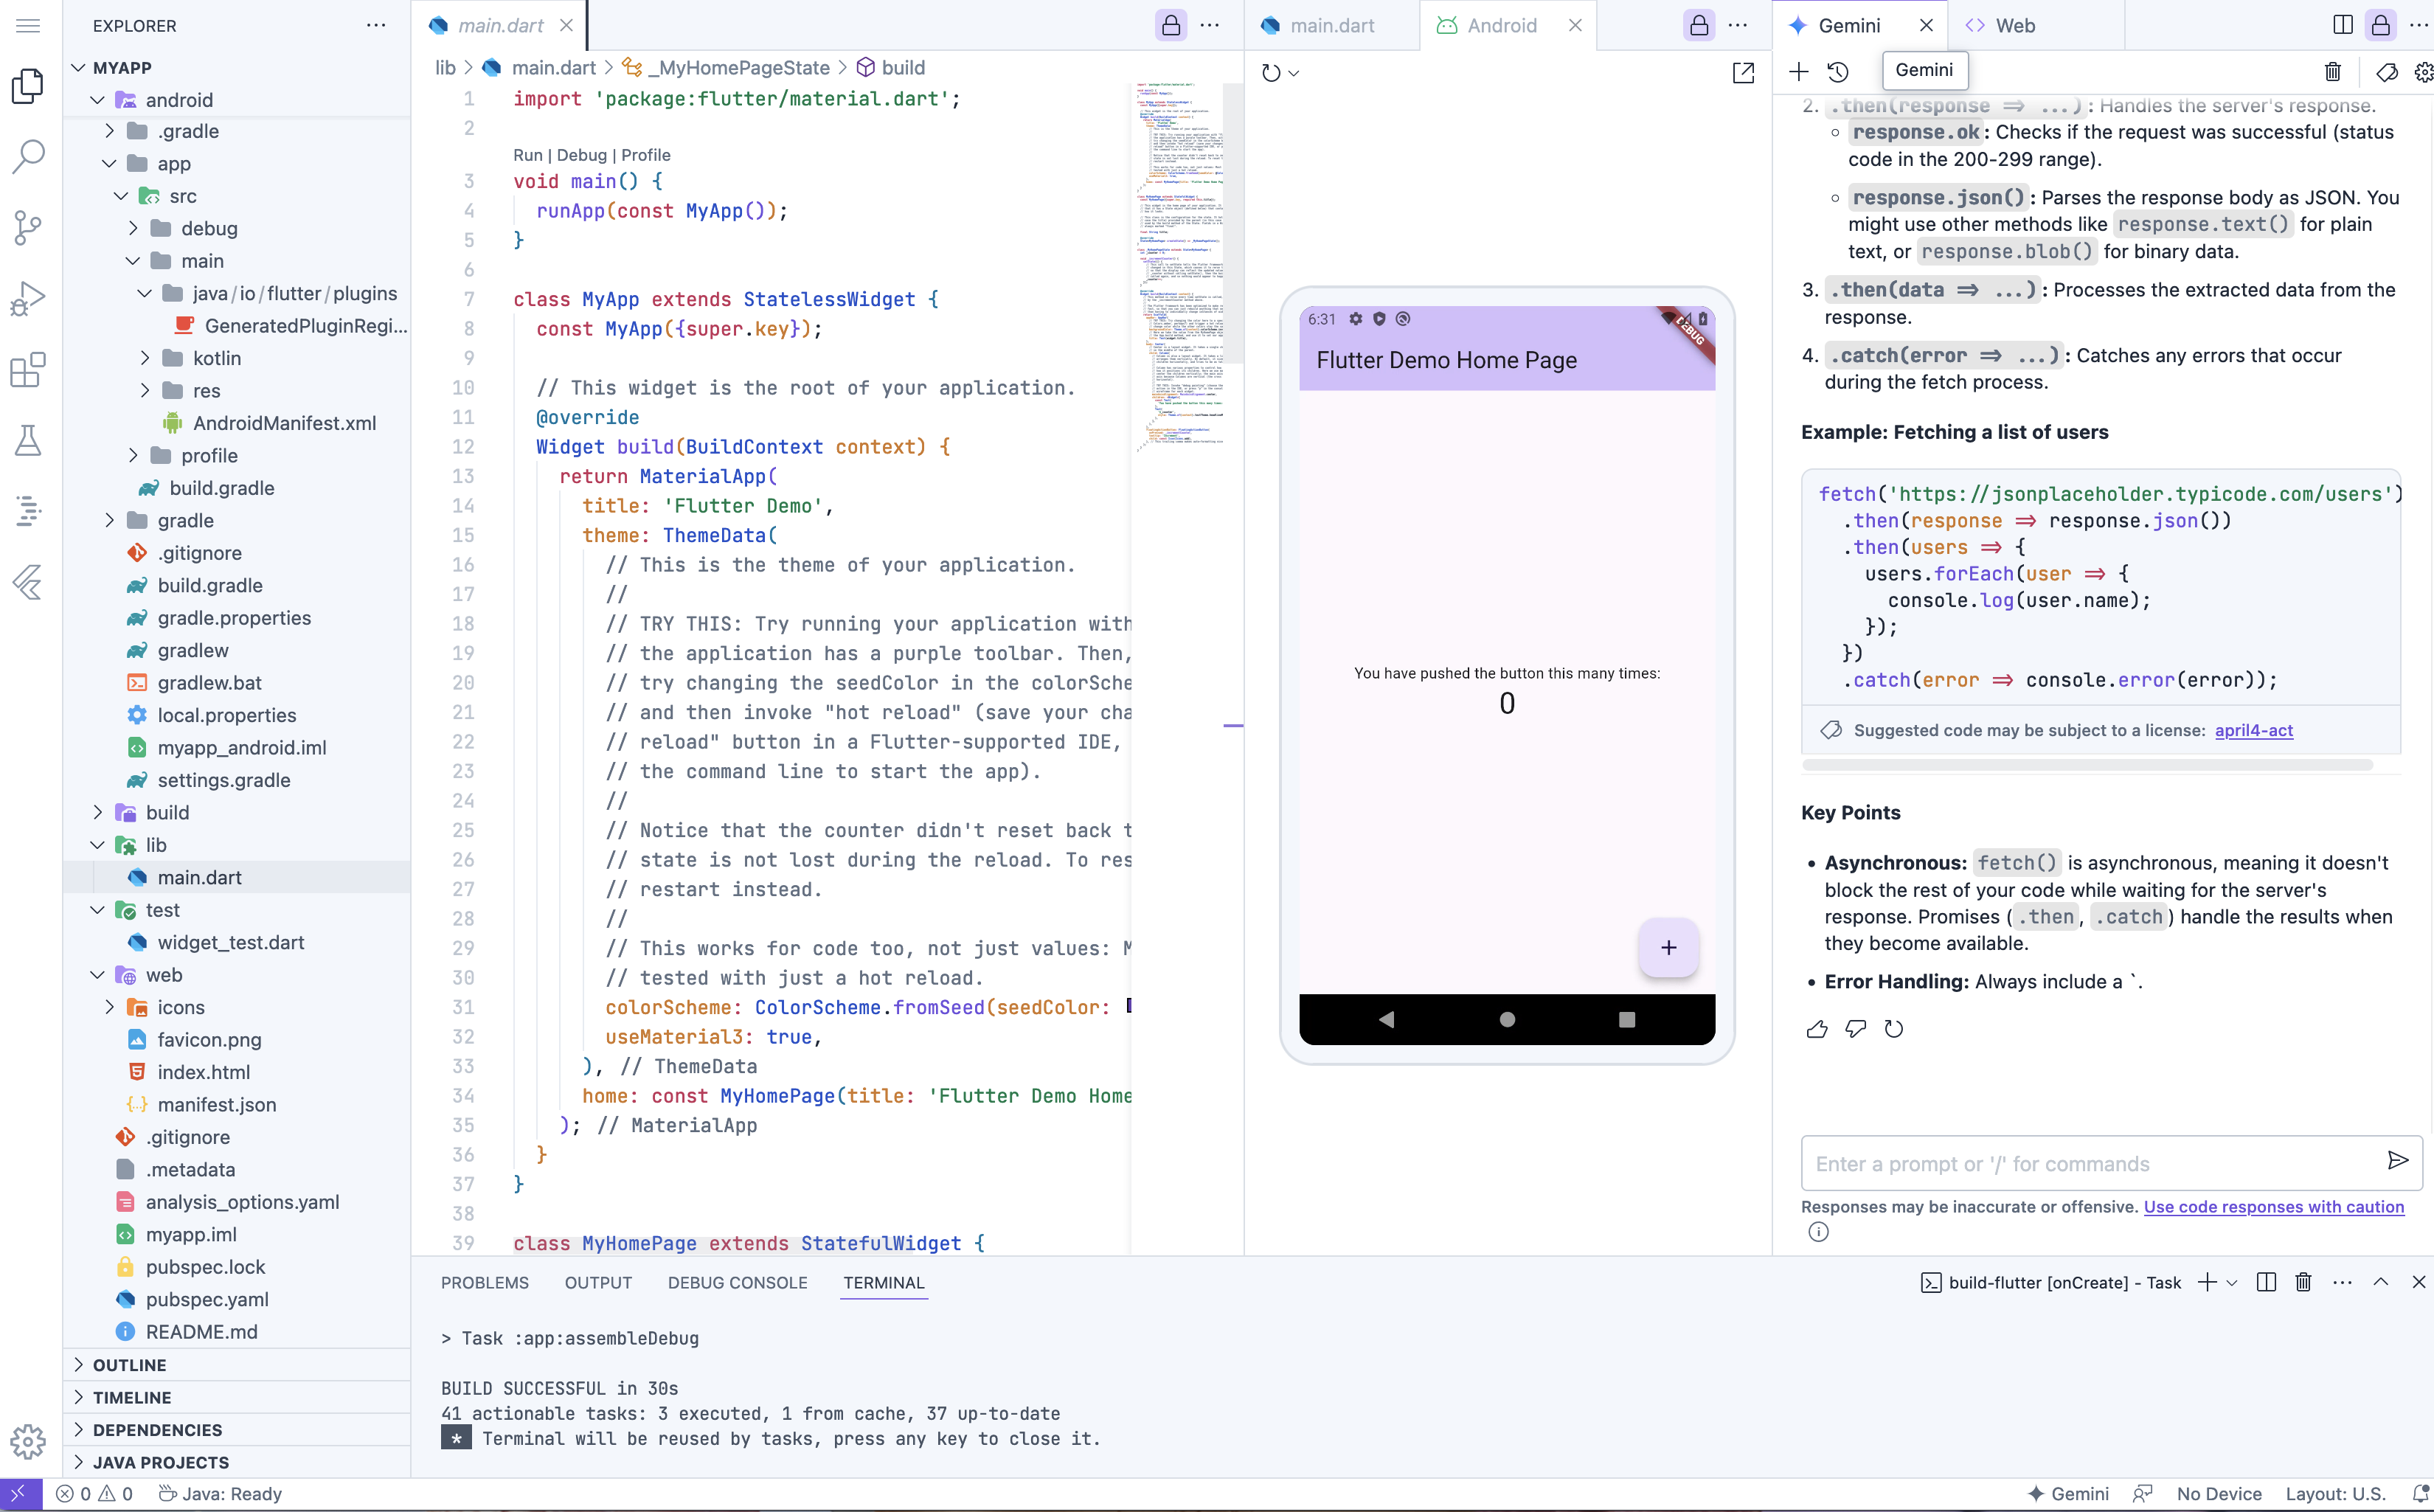 EXPLORER
MYAPP
android
.gradle
app
src
debug
main
java/io/flutter/plugins
GeneratedPluginRegi...
kotlin
res
AndroidManifest.xml
profile
build.gradle
gradle
.gitignore
build.gradle
gradle.properties
gradlew
gradlew.bat
local.properties
myapp_android.iml
settings.gradle
build
lib
main.dart
test
widget_test.dart
web
icons
favicon.png
index.html
manifest.json
.gitignore
.metadata
analysis_options.yaml
myapp.iml
pubspec.lock
pubspec.yaml
README.md
OUTLINE
TIMELINE
DEPENDENCIES
JAVA PROJECTS
main.dart
lib > main.dart > _MyHomePageState > build
1 import 'package:flutter/material.dart';
2
Run | Debug | Profile
3 void main() {
4 runApp(const MyApp());
5 }
6
7 class MyApp extends StatelessWidget {
8 const MyApp({super.key});
9
10 // This widget is the root of your application.
11 @override
12 Widget build(BuildContext context) {
13 return MaterialApp(
14 title: 'Flutter Demo',
15 theme: ThemeData(
16 // This is the theme of your application.
17 //
18 // TRY THIS: Try running your application with
19 // the application has a purple toolbar. Then,
20 // try changing the seedColor in the colorSche
21 // and then invoke "hot reload" (save your cha
22 // reload" button in a Flutter-supported IDE,
23 // the command line to start the app).
24 //
25 // Notice that the counter didn't reset back t
26 // state is not lost during the reload. To res
27 // restart instead.
28 //
29 // This works for code too, not just values: M
30 // tested with just a hot reload.
31 colorScheme: ColorScheme.fromSeed(seedColor:
32 useMaterial3: true,
33 ), // ThemeData
34 home: const MyHomePage(title: 'Flutter Demo Home
35 ); // MaterialApp
36 }
37 }
38
39 class MyHomePage extends StatefulWidget {
main.dart
Android
6:31
DEBUG
Flutter Demo Home Page
You have pushed the button this many times:
0
+
Gemini
Web
Gemini
2. .then(response => ...): Handles the server's response.
response.ok: Checks if the request was successful (status
code in the 200-299 range).
response.json(): Parses the response body as JSON. You
might use other methods like response.text() for plain
text, or response.blob() for binary data.
3. .then(data => ...): Processes the extracted data from the
response.
4. .catch(error => ...): Catches any errors that occur
during the fetch process.
Example: Fetching a list of users
fetch('https://jsonplaceholder.typicode.com/users')
.then(response => response.json())
.then(users => {
users.forEach(user => {
console.log(user.name);
});
})
.catch(error => console.error(error));
Suggested code may be subject to a license: april4-act
Key Points
• Asynchronous: fetch() is asynchronous, meaning it doesn't
block the rest of your code while waiting for the server's
response. Promises (.then, .catch) handle the results when
they become available.
• Error Handling: Always include a `.
Enter a prompt or '/' for commands
Responses may be inaccurate or offensive. Use code responses with caution
PROBLEMS OUTPUT DEBUG CONSOLE TERMINAL
build-flutter [onCreate] - Task
> Task :app:assembleDebug
BUILD SUCCESSFUL in 30s
41 actionable tasks: 3 executed, 1 from cache, 37 up-to-date
* Terminal will be reused by tasks, press any key to close it.
0 0 Java: Ready
Gemini No Device Layout: U.S.